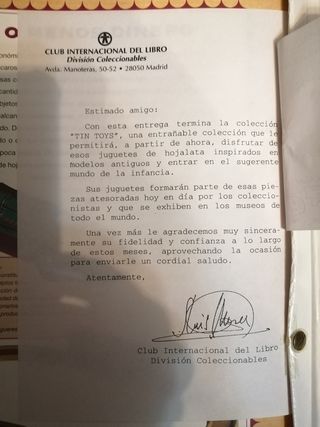 CLUB INTERNACIONAL DEL LIBRO
División Coleccionables
Avda. Manoteras, 50-52 • 28050 Madrid
Estimado amigo:
Con esta entrega termina la colección
"TIN TOYS", una entrañable colección que le
permitirá, a partir de ahora, disfrutar de
esos juguetes de hojalata inspirados en
modelos antiguos y entrar en el sugerente
mundo de la infancia.
Sus juguetes formarán parte de esas pie-
zas atesoradas hoy en día por los coleccio-
nistas y que se exhiben en los museos de
todo el mundo.
Una vez más le agradecemos muy sincera-
mente su fidelidad y confianza a lo largo
de estos meses, aprovechando la ocasión
para enviarle un cordial saludo.
Atentamente,
Club Internacional del Libro
División Coleccionables